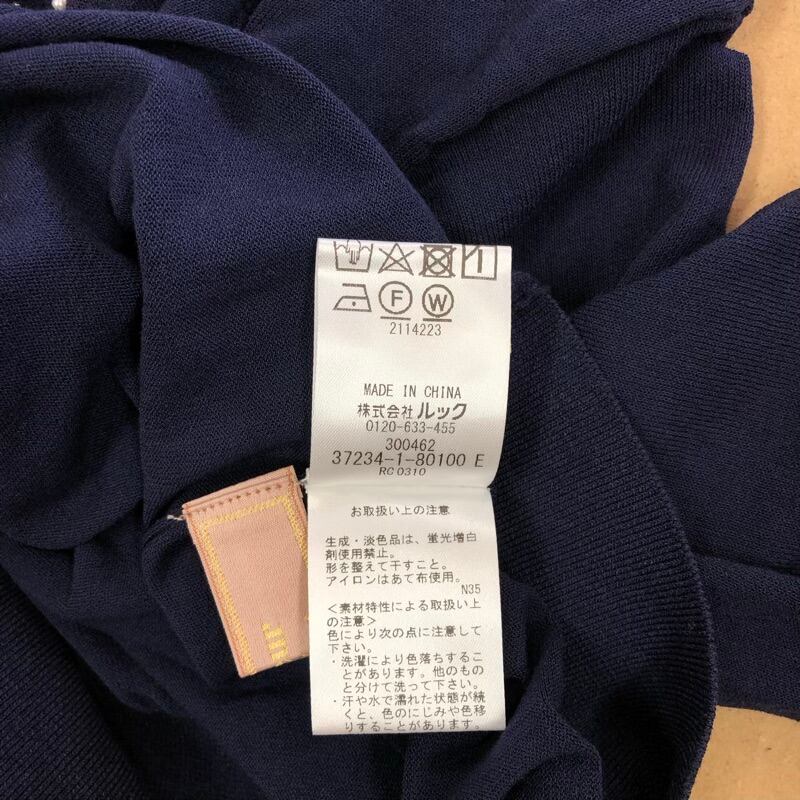 F W
2114223
MADE IN CHINA
株式会社 ルック
0120-633-455
300462
37234-1-80100 E
RC 0310
お取扱い上の注意
生成・淡色品は、蛍光増白
剤使用禁止。
形を整えて干すこと。
アイロンはあて布使用。
N35
<素材特性による取扱い上
の注意>
色により次の点に注意して
下さい。
・洗濯により色落ちするこ
とがあります。他のもの
と分けて洗って下さい。
・汗や水で濡れた状態が続
くと、色のにじみや色移
りすることがあります。